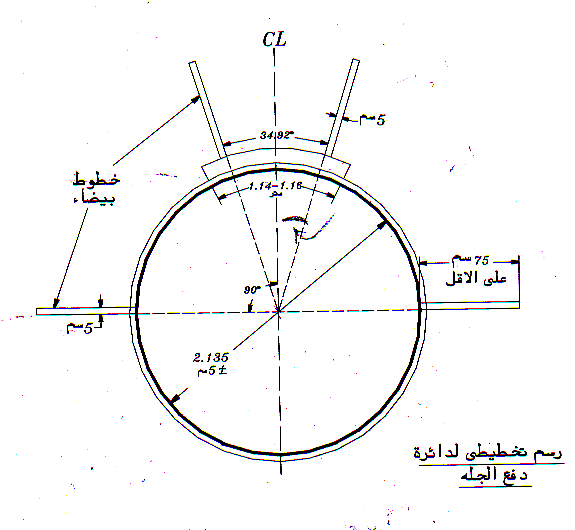 CL
5سم
34.92°
1.14-1.16
م
خطوط
بيضاء
75 سم
على الاقل
90°
5سم
2.135
± 5م
رسم تخطيطى لدائرة
دفع الجله